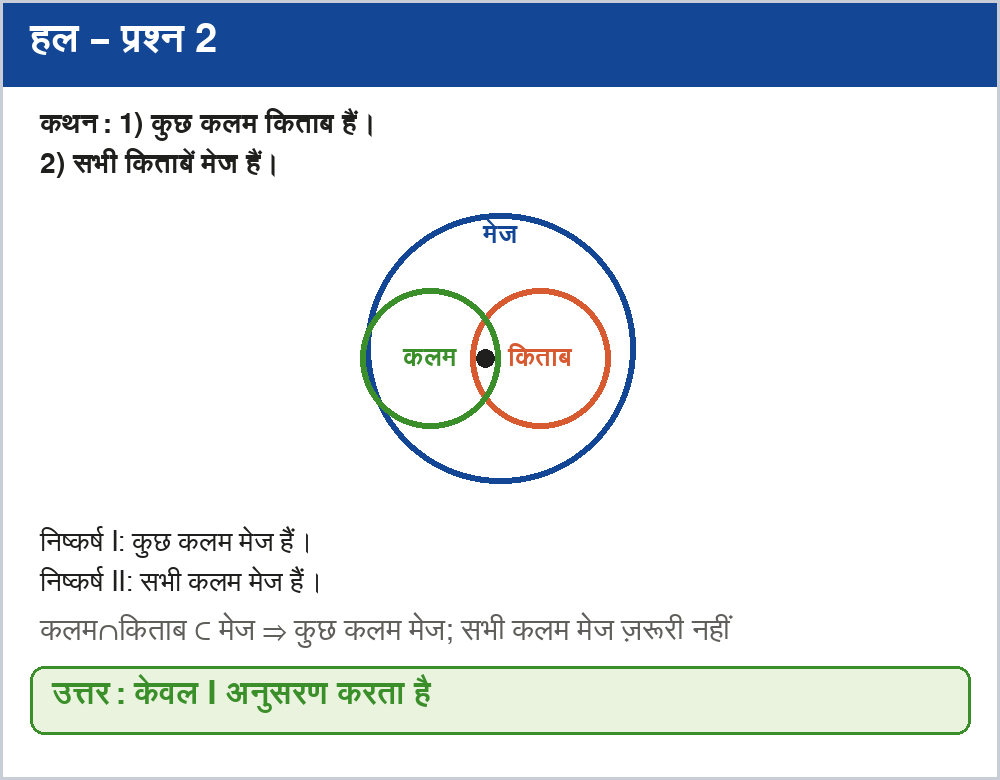 हल – प्रश्न 2
कथन : 1) कुछ कलम किताब हैं।
2) सभी किताबें मेज हैं।
मेज
कलम
किताब
निष्कर्ष I: कुछ कलम मेज हैं।
निष्कर्ष II: सभी कलम मेज हैं।
कलम∩किताब ⊂ मेज ⇒ कुछ कलम मेज; सभी कलम मेज ज़रूरी नहीं
उत्तर : केवल I अनुसरण करता है